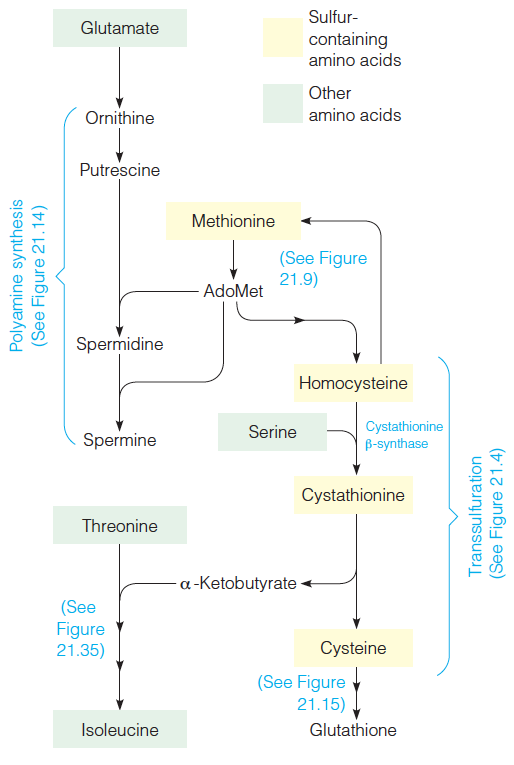 Glutamate
Sulfur-
containing
amino acids
Other
amino acids
Ornithine
Putrescine
Polyamine synthesis
(See Figure 21.14)
Methionine
(See Figure
21.9)
AdoMet
Spermidine
Homocysteine
Serine
Cystathionine
β-synthase
Spermine
Transsulfuration
(See Figure 21.4)
Cystathionine
Threonine
α-Ketobutyrate
(See
Figure
21.35)
Cysteine
(See Figure
21.15)
Isoleucine
Glutathione